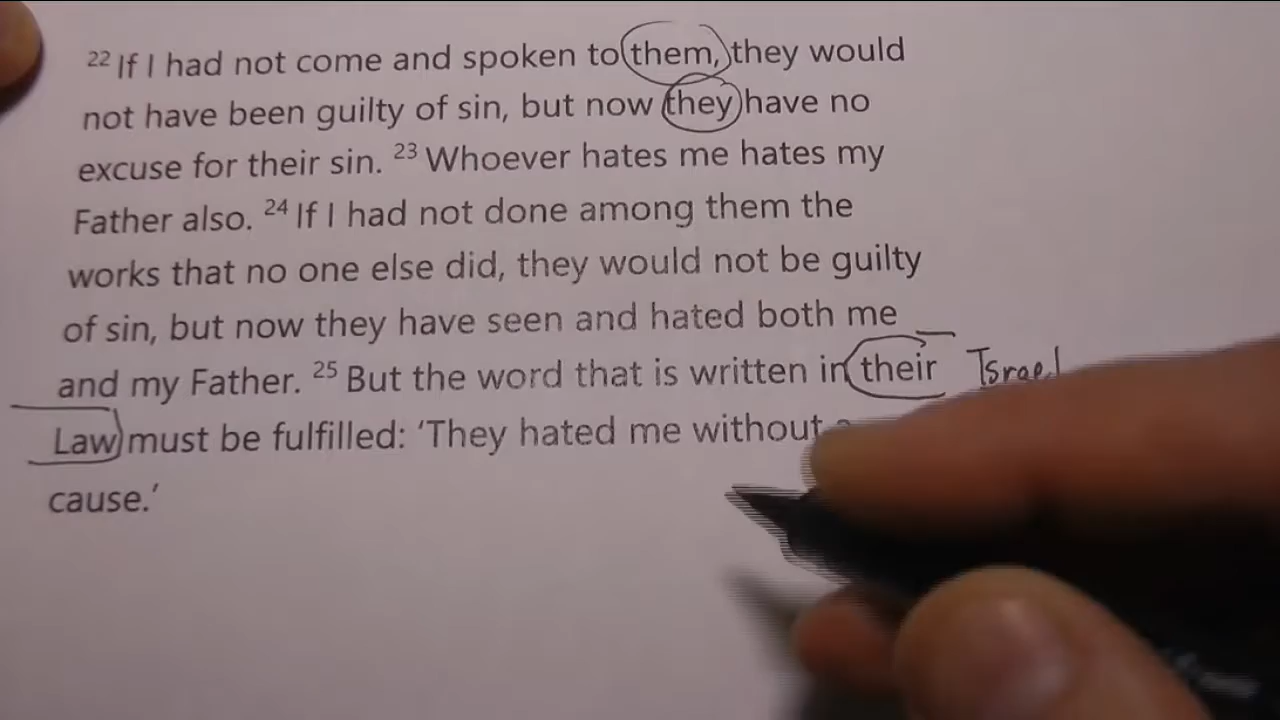 22 If I had not come and spoken to them, they would
not have been guilty of sin, but now they have no
excuse for their sin. 23 Whoever hates me hates my
Father also. 24 If I had not done among them the
works that no one else did, they would not be guilty
of sin, but now they have seen and hated both me
and my Father. 25 But the word that is written in their Israel
Law must be fulfilled: ‘They hated me without
cause.’